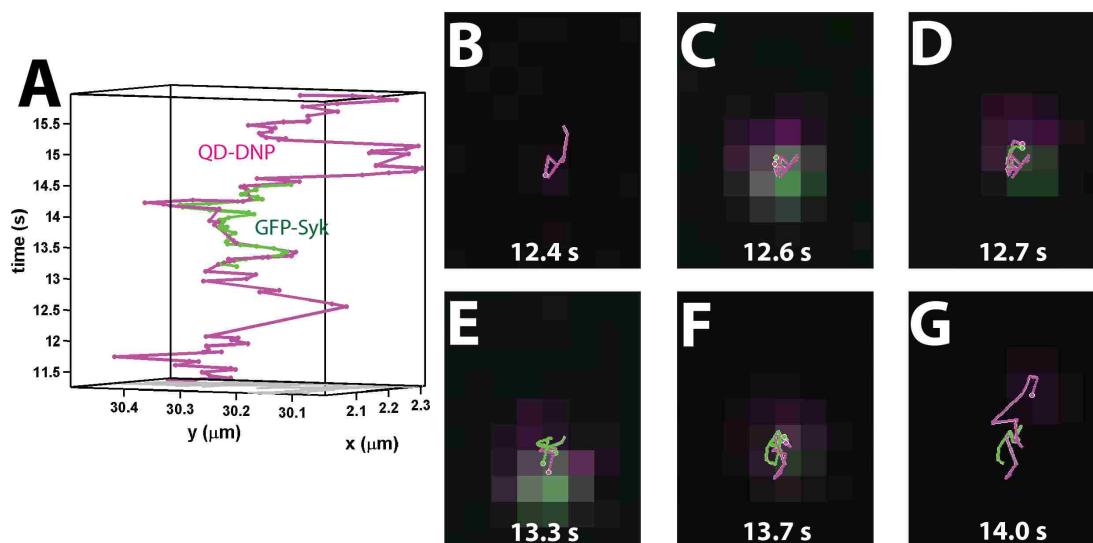 A
QD-DNP
GFP-Syk
time (s)
15.5
15
14.5
14
13.5
13
12.5
12
11.5
30.4
30.3
30.2
30.1
2.1
2.2
2.3
y (μm)
x (μm)
B
12.4 s
C
12.6 s
D
12.7 s
E
13.3 s
F
13.7 s
G
14.0 s